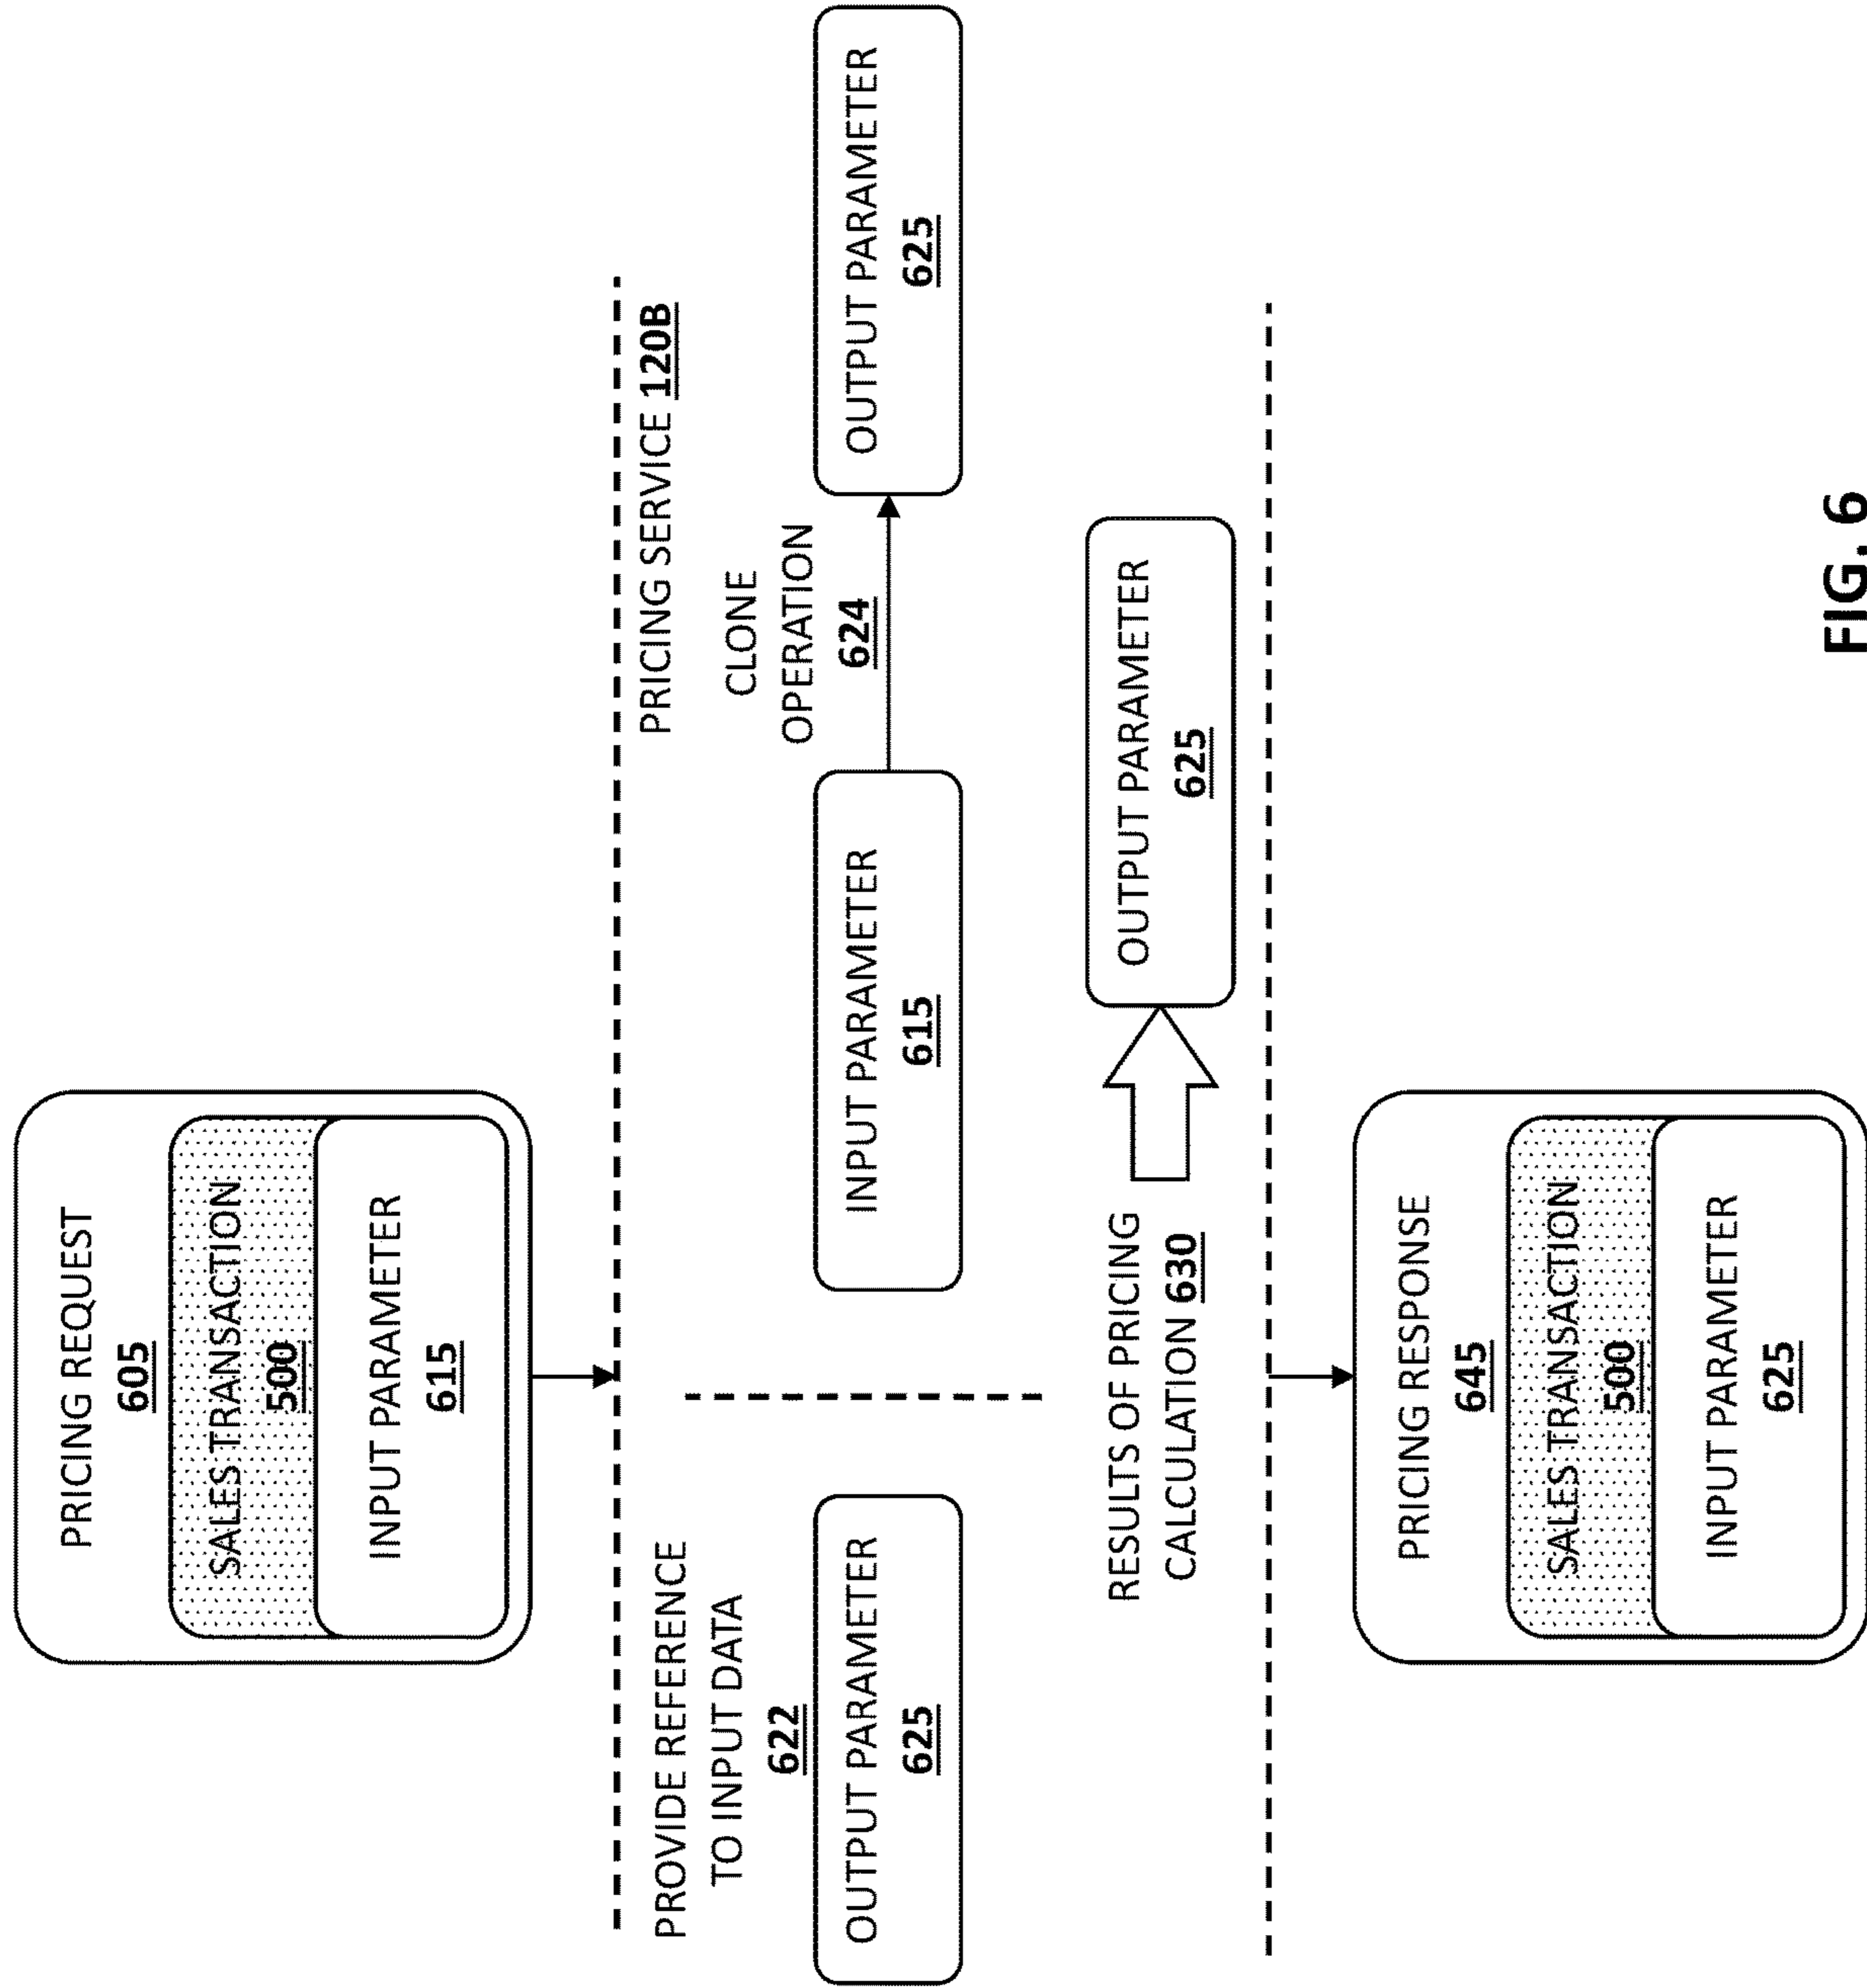 PRICING REQUEST
605
SALES TRANSACTION
500
INPUT PARAMETER
615
PRICING SERVICE 120B
PROVIDE REFERENCE
TO INPUT DATA
622
OUTPUT PARAMETER
625
INPUT PARAMETER
615
CLONE
OPERATION
624
OUTPUT PARAMETER
625
RESULTS OF PRICING
CALCULATION 630
OUTPUT PARAMETER
625
PRICING RESPONSE
645
SALES TRANSACTION
500
INPUT PARAMETER
625
FIG. 6